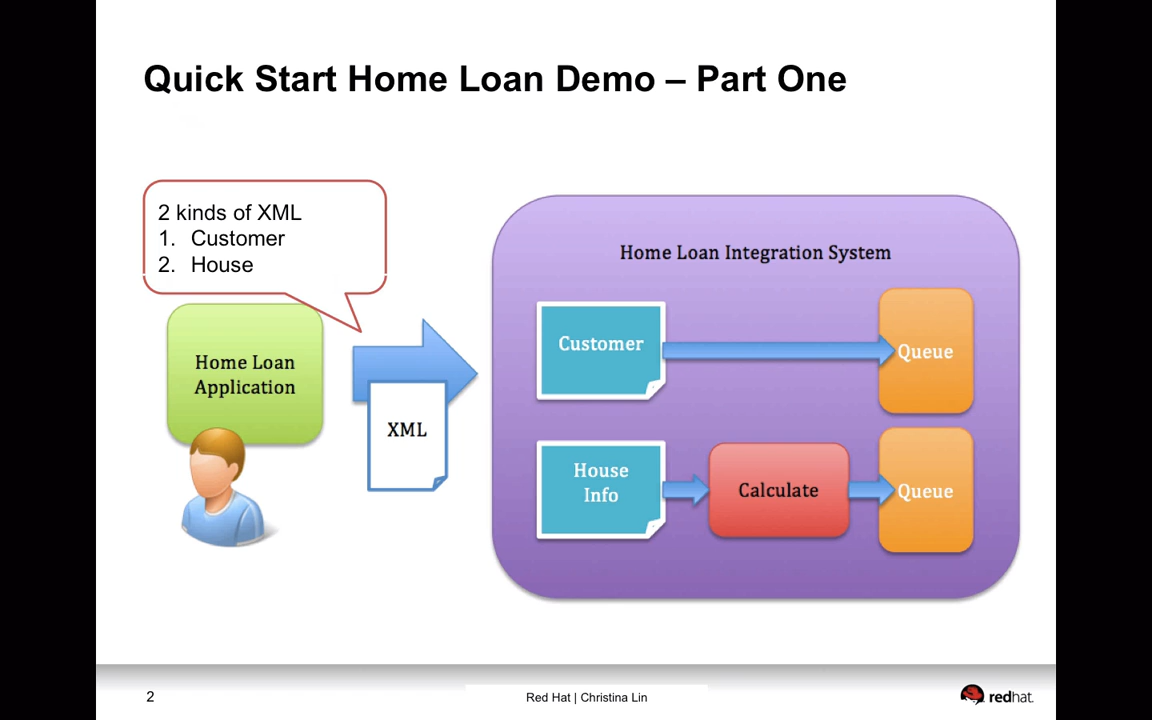 Quick Start Home Loan Demo – Part One
2 kinds of XML
1. Customer
2. House
Home Loan
Application
XML
Home Loan Integration System
Customer
Queue
House
Info
Calculate
Queue
2
Red Hat | Christina Lin
redhat.